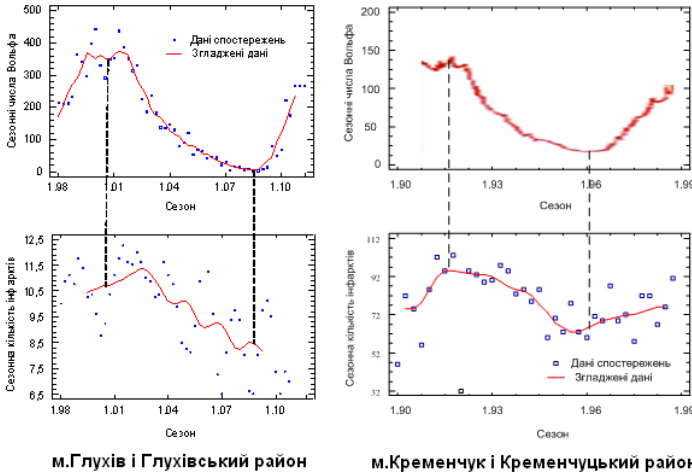 500
400
300
200
100
0
Сезонні числа Вольфа
Дані спостережень
Згладжені дані
1.98
1.01
1.04
1.07
1.10
Сезон
200
150
100
50
0
Сезонні числа Вольфа
1.90
1.93
1.96
1.99
Сезон
12,5
11,5
10,5
9,5
8,5
7,5
6,5
Сезонна кількість інфарктів
1.98
1.01
1.04
1.07
1.10
Сезон
112
92
72
52
32
Сезонна кількість інфарктів
Дані спостережень
Згладжені дані
1.90
1.93
1.96
1.99
Сезон
м.Глухів і Глухівський район
м.Кременчук і Кременчуцький район